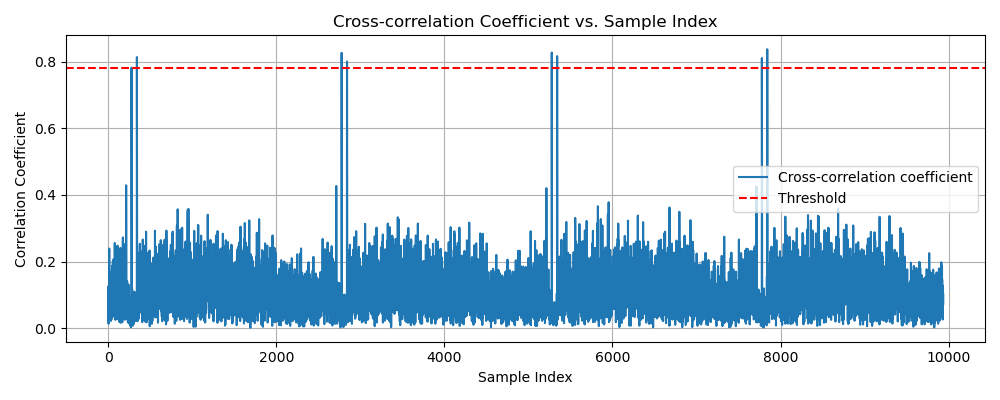 Cross-correlation Coefficient vs. Sample Index
Correlation Coefficient
0.8
0.6
0.4
0.2
0.0
Cross-correlation coefficient
Threshold
0 2000 4000 6000 8000 10000
Sample Index